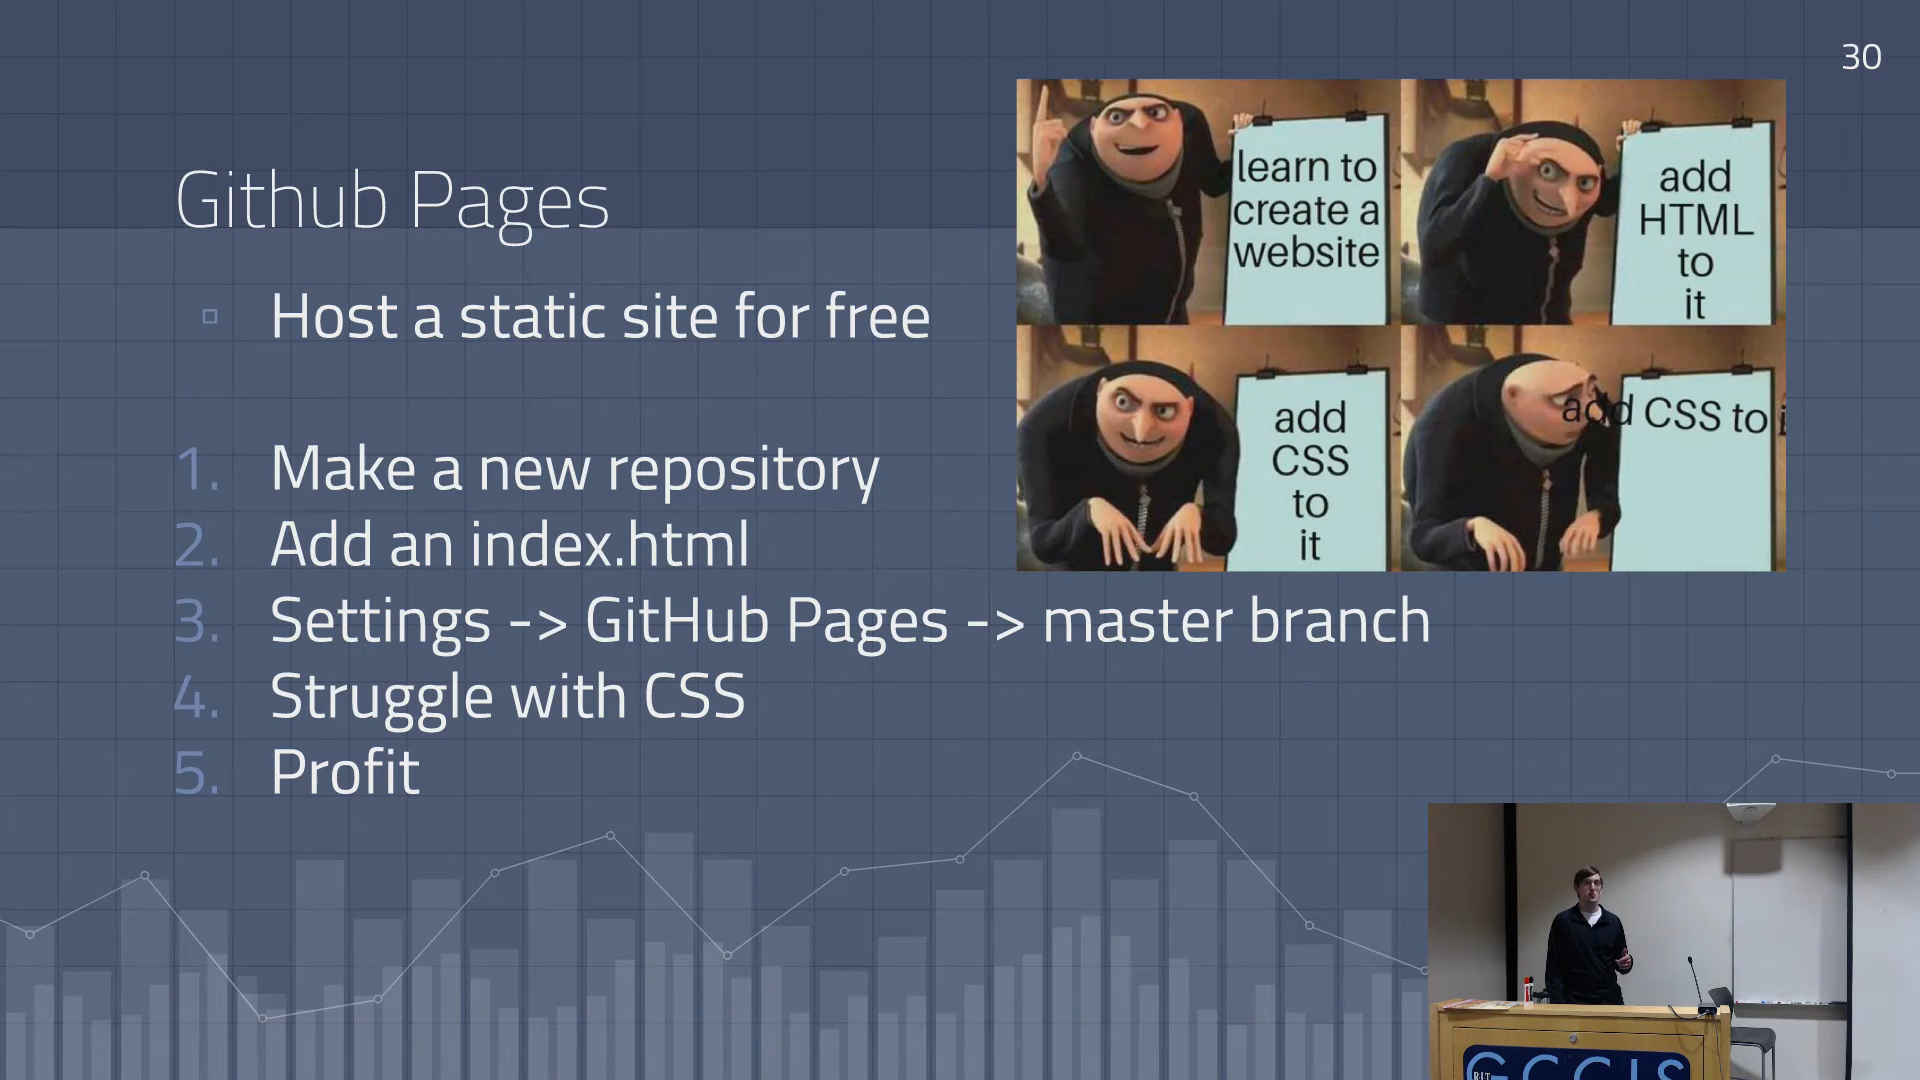 30
Github Pages
Host a static site for free
1. Make a new repository
2. Add an index.html
3. Settings -> GitHub Pages -> master branch
4. Struggle with CSS
5. Profit
learn to
create a
website
add
HTML
to
it
add
CSS
to
it
add CSS to i
R·I·T
GCCIS